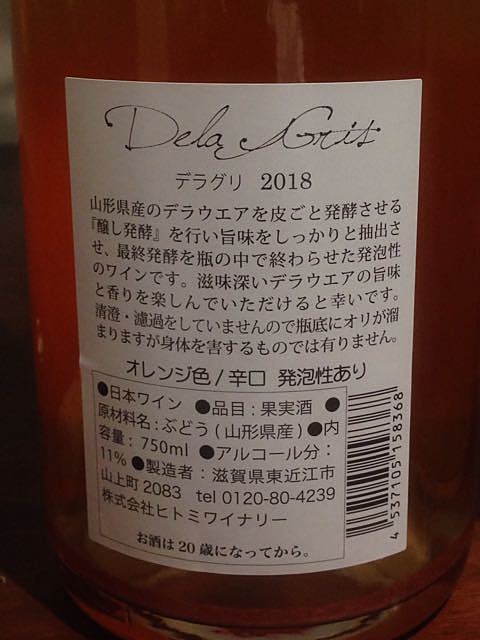 Dela Gris
デラグリ 2018
山形県産のデラウエアを皮ごと発酵させる
『醸し発酵』を行い旨味をしっかりと抽出さ
せ、最終発酵を瓶の中で終わらせた発泡性
のワインです。滋味深いデラウエアの旨味
と香りを楽しんでいただけると幸いです。
清澄・濾過をしていませんので瓶底にオリが溜
まりますが身体を害するものでは有りません。
オレンジ色/辛口 発泡性あり
●日本ワイン ●品目:果実酒 ●
原材料名:ぶどう(山形県産)●内
容量:750ml ●アルコール分:
11% ●製造者:滋賀県東近江市
山上町2083 tel 0120-80-4239
株式会社ヒトミワイナリー
お酒は20歳になってから。
4 537105 158368